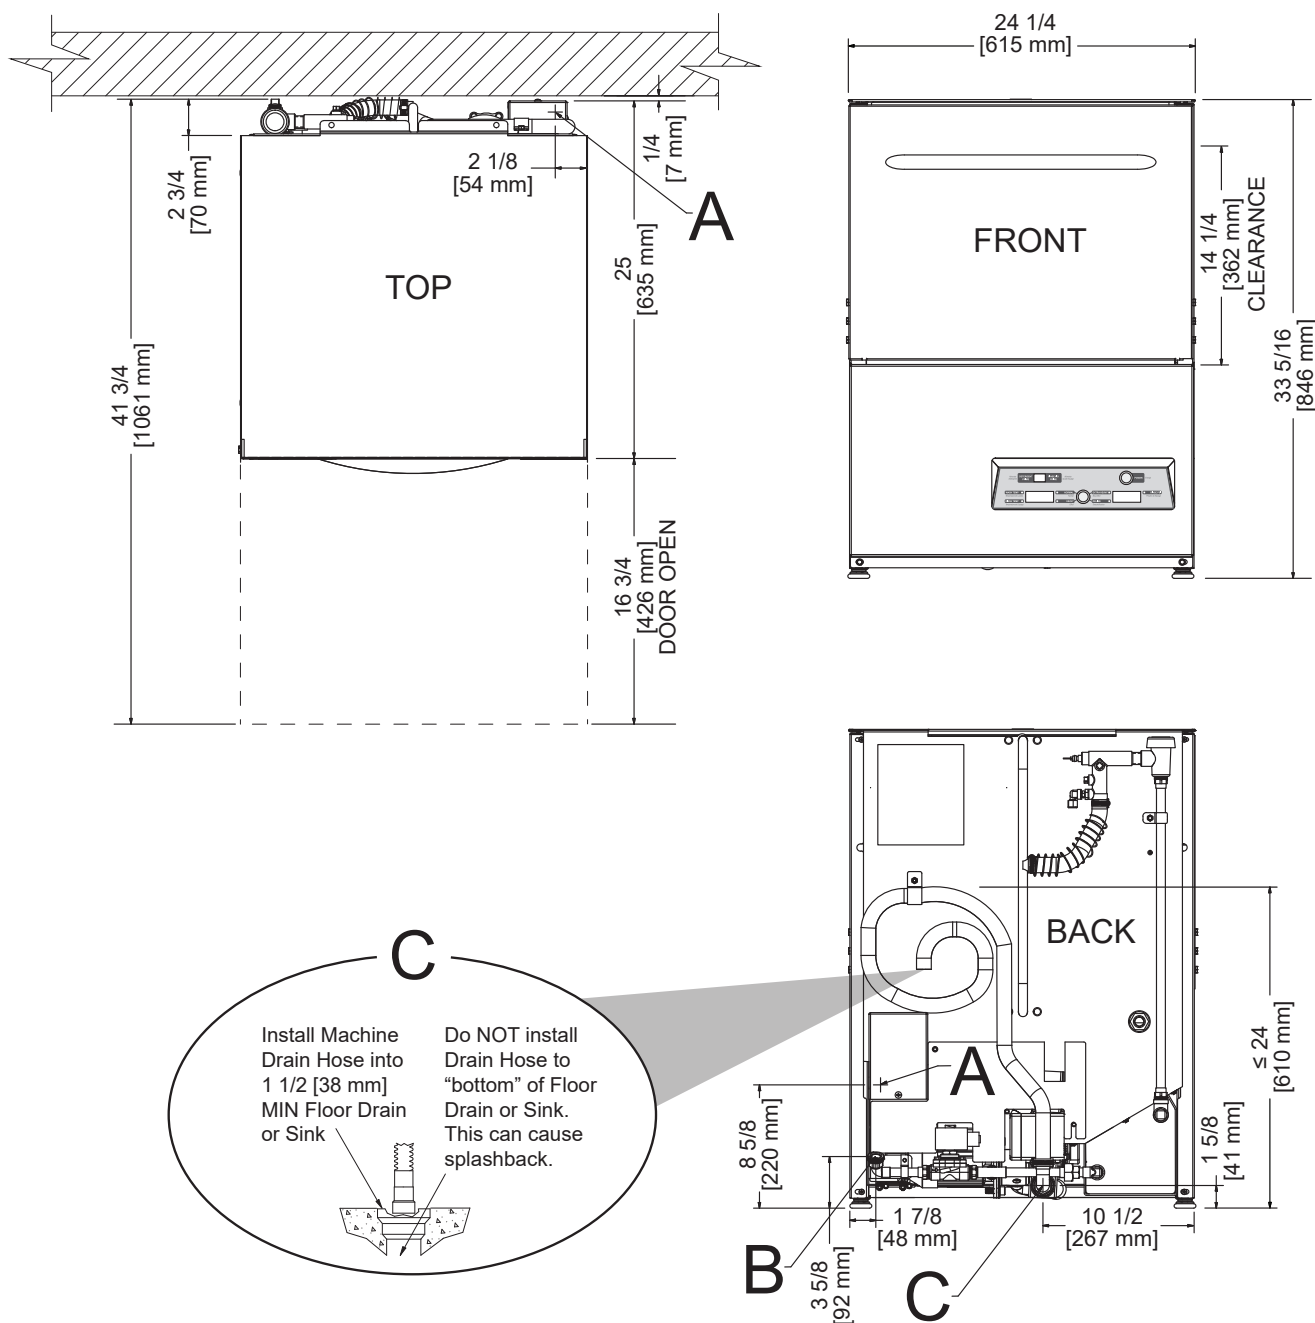 24 1/4
[615 mm]
2 3/4
[70 mm]
2 1/8
[54 mm]
1/4
[7 mm]
A
TOP
25
[635 mm]
41 3/4
[1061 mm]
16 3/4
[426 mm]
DOOR OPEN
FRONT
14 1/4
[362 mm]
CLEARANCE
33 5/16
[846 mm]
BACK
A
≤ 24
[610 mm]
8 5/8
[220 mm]
1 5/8
[41 mm]
1 7/8
[48 mm]
10 1/2
[267 mm]
B
3 5/8
[92 mm]
C
C
Install Machine
Drain Hose into
1 1/2 [38 mm]
MIN Floor Drain
or Sink
Do NOT install
Drain Hose to
“bottom” of Floor
Drain or Sink.
This can cause
splashback.